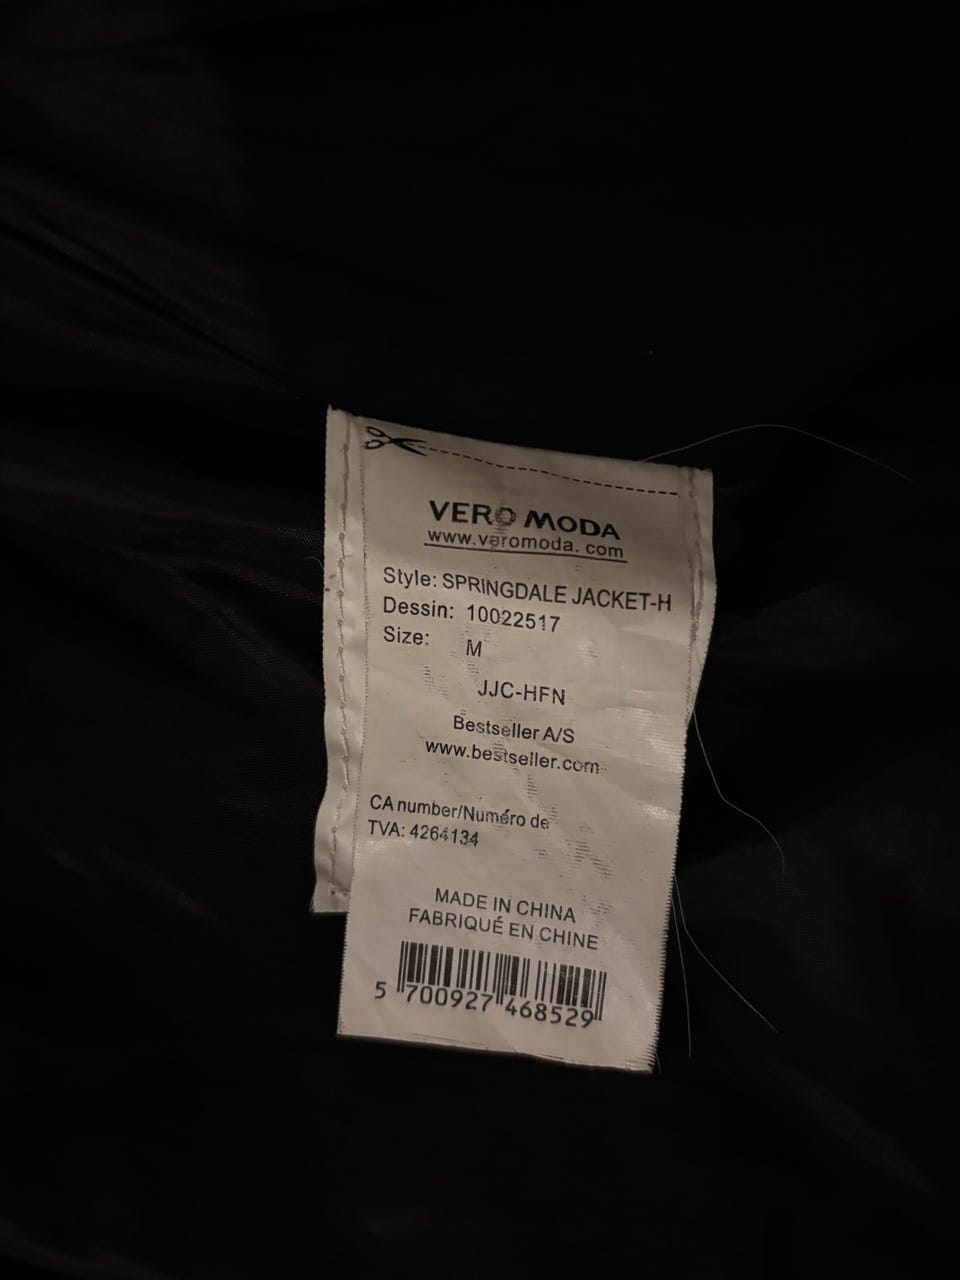 VERO MODA
www.veromoda.com
Style: SPRINGDALE JACKET-H
Dessin: 10022517
Size: M
JJC-HFN
Bestseller A/S
www.bestseller.com
CA number/Numéro de
TVA: 4264134
MADE IN CHINA
FABRIQUÉ EN CHINE
5 700927 468529